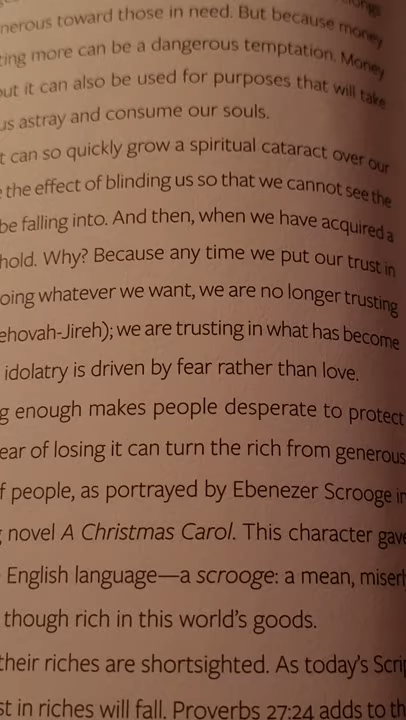 nerous toward those in need. But because money
ting more can be a dangerous temptation. Money
out it can also be used for purposes that will take
us astray and consume our souls.
t can so quickly grow a spiritual cataract over our
the effect of blinding us so that we cannot see the
be falling into. And then, when we have acquired a
hold. Why? Because any time we put our trust in
oing whatever we want, we are no longer trusting
ehovah-Jireh); we are trusting in what has become
idolatry is driven by fear rather than love.
g enough makes people desperate to protect
ear of losing it can turn the rich from generous
f people, as portrayed by Ebenezer Scrooge in
novel A Christmas Carol. This character gave
English language—a scrooge: a mean, miserl
though rich in this world's goods.
their riches are shortsighted. As today's Scrip
st in riches will fall. Proverbs 27:24 adds to th